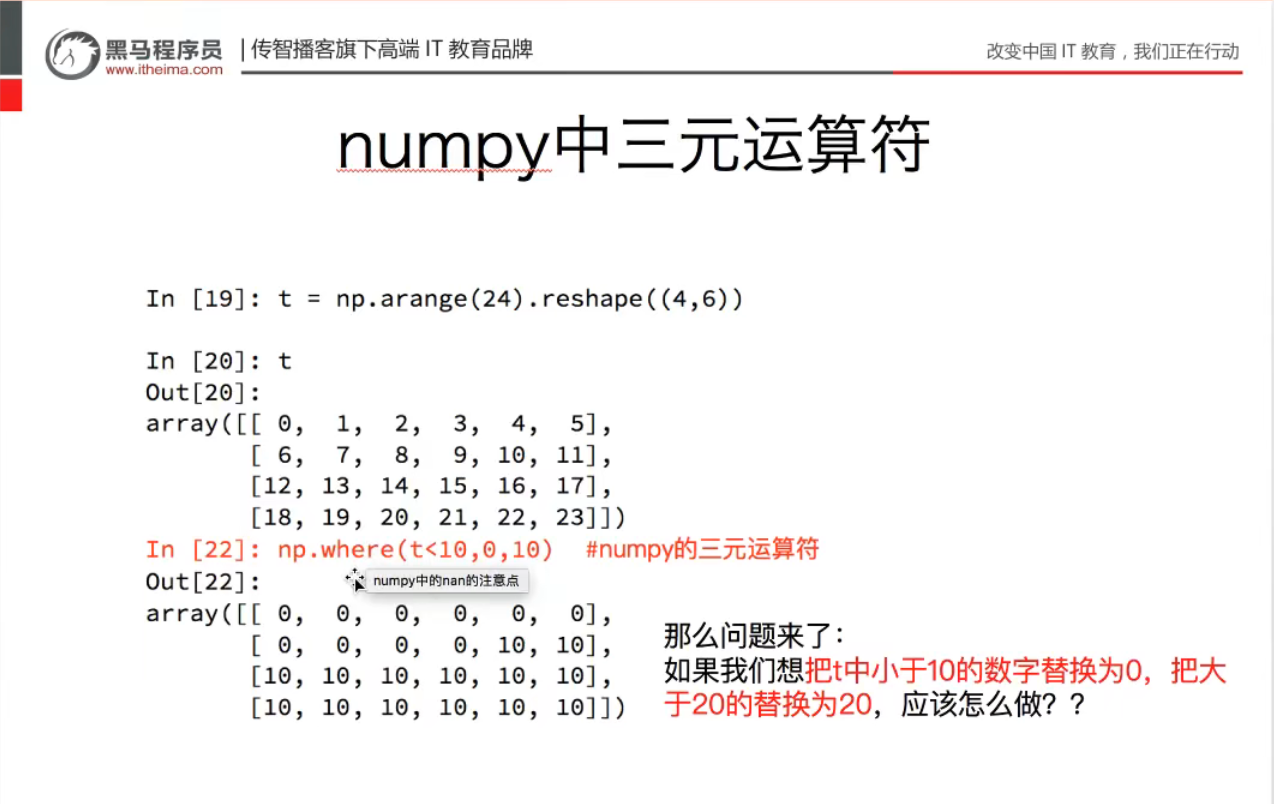 黑马程序员
www.itheima.com
传智播客旗下高端 IT 教育品牌
改变中国 IT 教育，我们正在行动
numpy中三元运算符
In [19]: t = np.arange(24).reshape((4,6))
In [20]: t
Out[20]:
array([[ 0,  1,  2,  3,  4,  5],
       [ 6,  7,  8,  9, 10, 11],
       [12, 13, 14, 15, 16, 17],
       [18, 19, 20, 21, 22, 23]])
In [22]: np.where(t<10,0,10)  #numpy的三元运算符
Out[22]:
numpy中的nan的注意点
array([[ 0,  0,  0,  0,  0,  0],
       [ 0,  0,  0,  0, 10, 10],
       [10, 10, 10, 10, 10, 10],
       [10, 10, 10, 10, 10, 10]])
那么问题来了：
如果我们想把t中小于10的数字替换为0，把大
于20的替换为20，应该怎么做？？